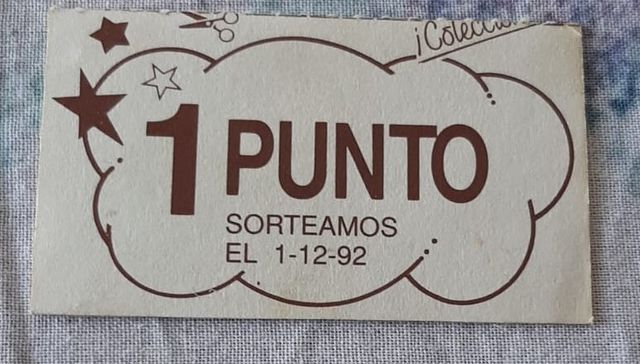 1 PUNTO
SORTEAMOS
EL 1-12-92